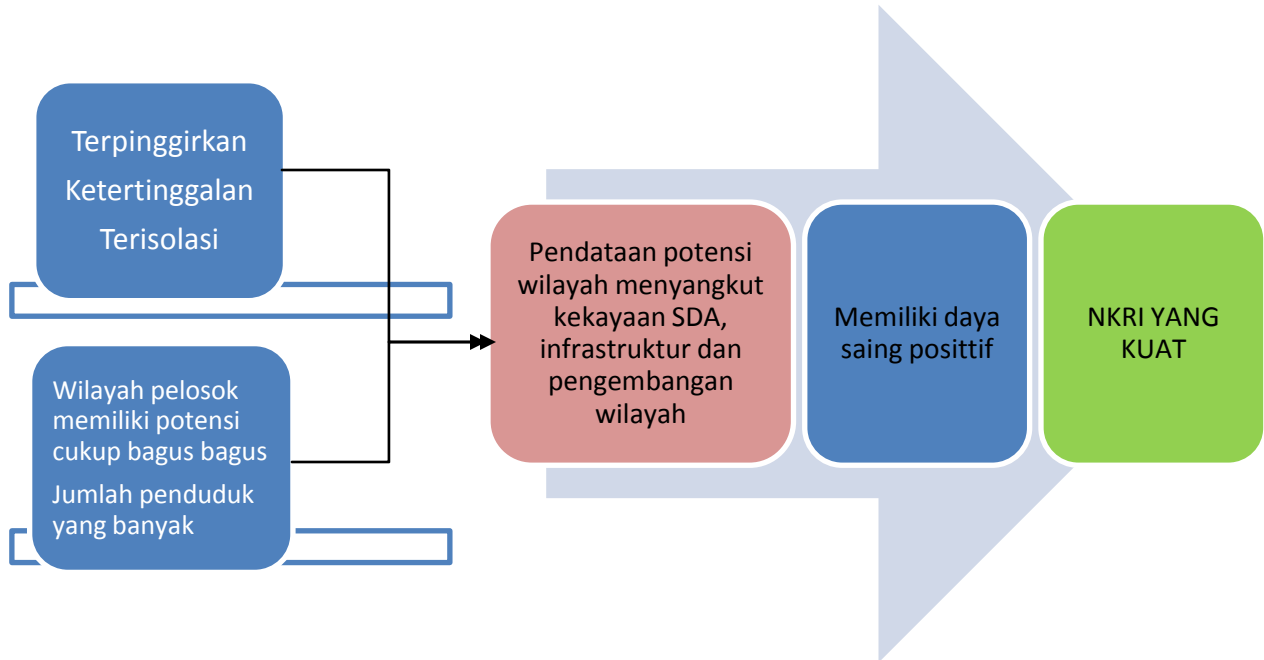 Terpinggirkan
Ketertinggalan
Terisolasi
Wilayah pelosok
memiliki potensi
cukup bagus bagus
Jumlah penduduk
yang banyak
Pendataan potensi
wilayah menyangkut
kekayaan SDA,
infrastruktur dan
pengembangan
wilayah
Memiliki daya
saing posittif
NKRI YANG
KUAT